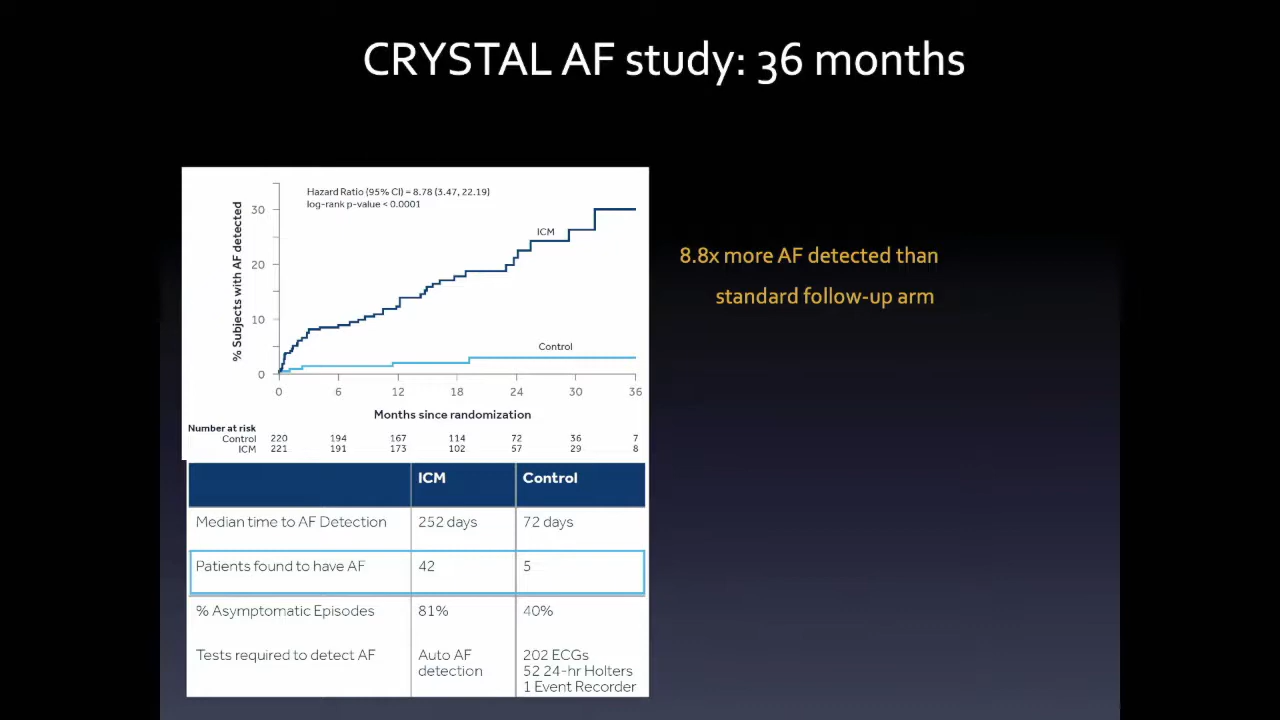 CRYSTAL AF study: 36 months
Hazard Ratio (95% CI) = 8.78 (3.47, 22.19)
log-rank p-value < 0.0001
% Subjects with AF detected
30
20
10
0
ICM
Control
0 6 12 18 24 30 36
Months since randomization
Number at risk
Control 220 194 167 114 72 36 7
ICM 221 191 173 102 57 29 8
ICM Control
Median time to AF Detection 252 days 72 days
Patients found to have AF 42 5
% Asymptomatic Episodes 81% 40%
Tests required to detect AF Auto AF 202 ECGs
detection 52 24-hr Holters
1 Event Recorder
8.8x more AF detected than
standard follow-up arm